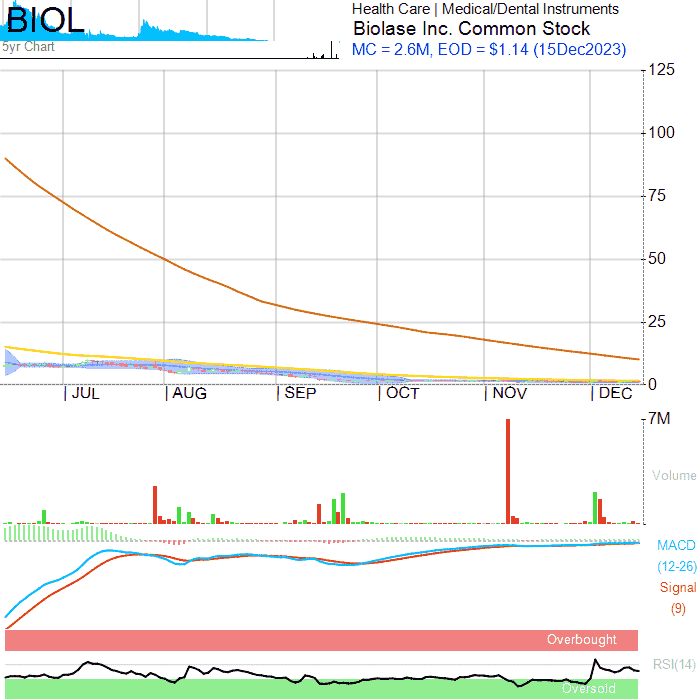 BIOL
5yr Chart
Health Care | Medical/Dental Instruments
Biolase Inc. Common Stock
MC = 2.6M, EOD = $1.14 (15Dec2023)
125
100
75
50
25
0
JUL AUG SEP OCT NOV DEC
7M
Volume
MACD
(12-26)
Signal
(9)
Overbought
RSI(14)
Oversold